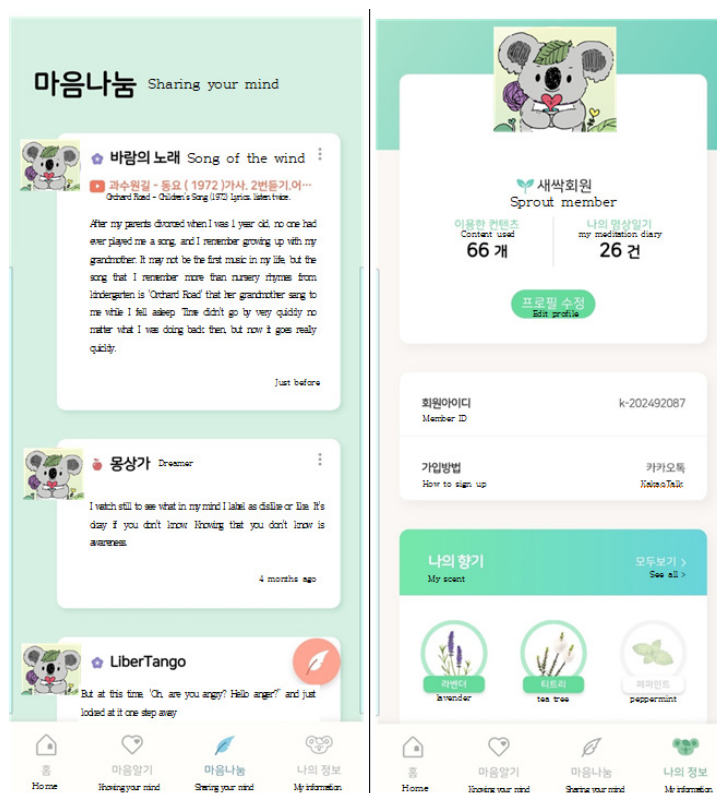 마음나눔 Sharing your mind
바람의 노래 Song of the wind
과수원길 - 동요 ( 1972 )가사. 2번듣기.어…
Orchard Road - Children's Song (1972) Lyrics. listen twice.
After my parents divorced when I was 1 year old, no one had
ever played me a song, and I remember growing up with my
grandmother. It may not be the first music in my life, but the
song that I remember more than nursery rhymes from
kindergarten is 'Orchard Road' that her grandmother sang to
me while I fell asleep. Time didn't go by very quickly no
matter what I was doing back then, but now it goes really
quickly.
Just before
몽상가 Dreamer
I watch still to see what in my mind I label as dislike or like. It's
okay if you don't know. Knowing that you don't know is
awareness.
4 months ago
LiberTango
But at this time, 'Oh, are you angry? Hello anger?' and just
looked at it one step away
홈
Home
마음알기
Knowing your mind
마음나눔
Sharing your mind
나의 정보
My information
새싹회원
Sprout member
이용한 컨텐츠
Content used
66 개
나의 명상일기
my meditation diary
26 건
프로필 수정
Edit profile
회원아이디
Member ID
k-202492087
가입방법
How to sign up
카카오톡
KakaoTalk
나의 향기
My scent
모두보기 >
See all >
라벤더
lavender
티트리
tea tree
페퍼민트
peppermint
홈
Home
마음알기
Knowing your mind
마음나눔
Sharing your mind
나의 정보
My information